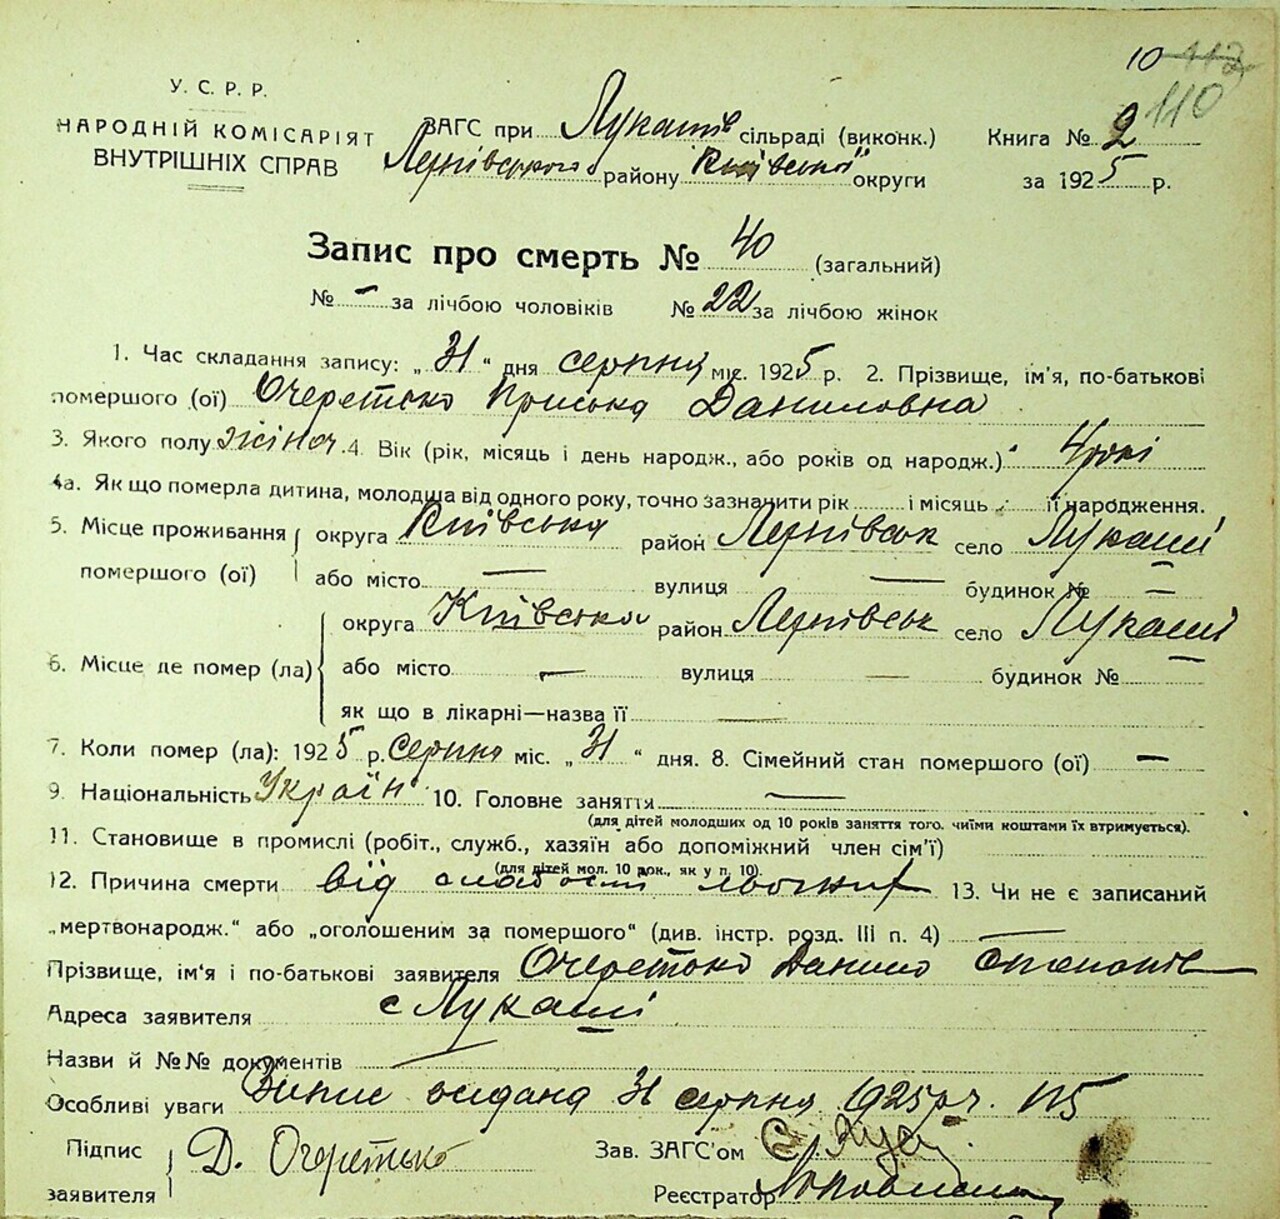 10 112
110
У. С. Р. Р.
НАРОДНІЙ КОМІСАРІЯТ
ВНУТРІШНІХ СПРАВ
ЗАГС при Лукашів сільраді (виконк.)
району Київської округи
Книга № 2
за 1925 р.
Запис про смерть № 40 (загальний)
№ - за лічбою чоловіків № 22 за лічбою жінок
1. Час складання запису: „31“ дня серпня міс. 1925 р. 2. Прізвище, ім'я, по-батькові
помершого (ої) Очеретько Приська Даниловна
3. Якого полу жіноч. 4. Вік (рік, місяць і день народж., або років од народж.) 4 рокі
4а. Як що померла дитина, молодша від одного року, точно зазначити рік і місяць її народження.
5. Місце проживання помершого (ої) округа Київська район село Лукаші
або місто — вулиця — будинок № —
6. Місце де помер (ла) округа Київська район село Лукаші
або місто — вулиця — будинок № —
як що в лікарні—назва її —
7. Коли помер (ла): 1925 р. Серпня міс. „31“ дня. 8. Сімейний стан помершого (ої) —
9. Національність Україн 10. Головне заняття —
(для дітей молодших од 10 років заняття того, чиїми коштами їх втримується).
11. Становище в промислі (робіт., служб., хазяїн або допоміжний член сім'ї)
(для дітей мол. 10 рок., як у п. 10).
12. Причина смерти від слабости 13. Чи не є записаний
„мертвонародж.“ або „оголошеним за помершого“ (див. інстр. розд. III п. 4) —
Прізвище, ім'я і по-батькові заявителя Очеретько Данило
Адреса заявителя с Лукаші
Назви й №№ документів —
Особливі уваги 31 серпня 1925 р.
Підпис заявителя Д. Очеретько
Зав. ЗАГС'ом
Реєстратор